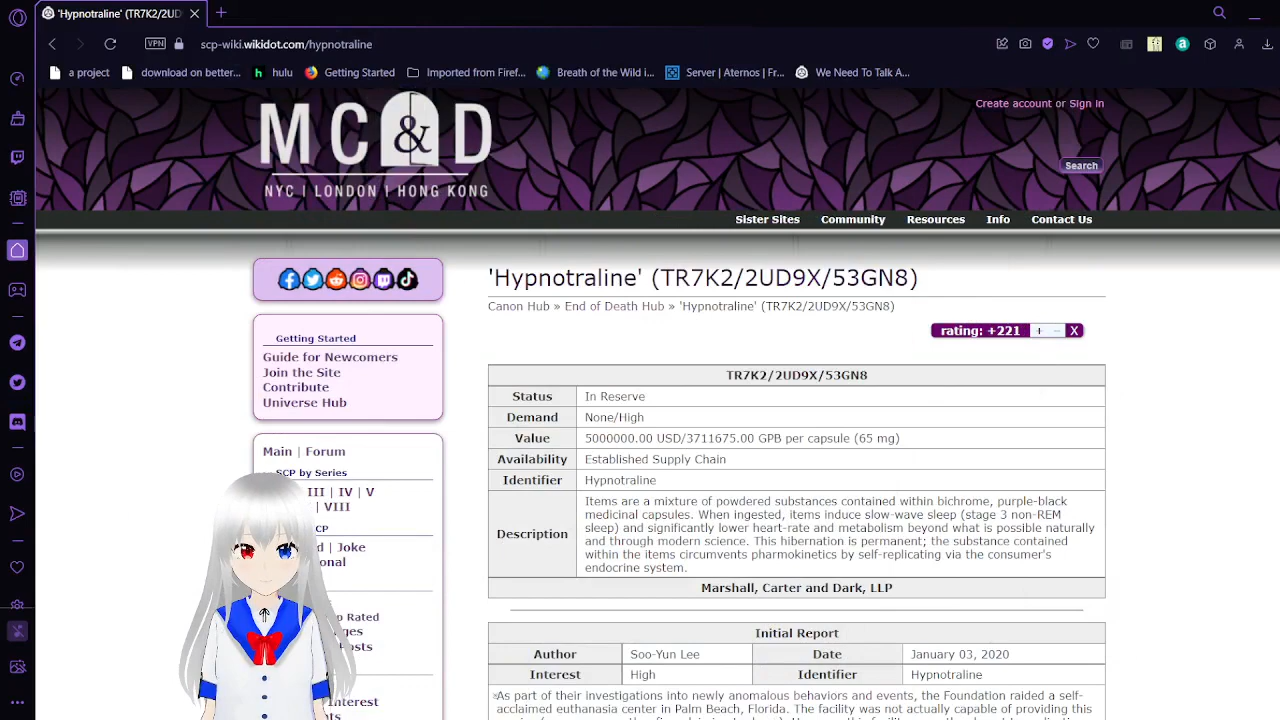 'Hypnotraline' (TR7K2/2UD
VPN
scp-wiki.wikidot.com/hypnotraline
a project
download on better...
hulu
Getting Started
Imported from Firef...
Breath of the Wild i...
Server | Aternos | Fr...
We Need To Talk A...
MC&D
NYC | LONDON | HONG KONG
Create account or Sign in
Search
Sister Sites
Community
Resources
Info
Contact Us
Getting Started
Guide for Newcomers
Join the Site
Contribute
Universe Hub
Main | Forum
SCP by Series
III | IV | V
| VIII
CP
d | Joke
onal
p Rated
ges
Posts
nterest
ts
'Hypnotraline' (TR7K2/2UD9X/53GN8)
Canon Hub » End of Death Hub » 'Hypnotraline' (TR7K2/2UD9X/53GN8)
rating: +221 + – X
TR7K2/2UD9X/53GN8
Status In Reserve
Demand None/High
Value 5000000.00 USD/3711675.00 GPB per capsule (65 mg)
Availability Established Supply Chain
Identifier Hypnotraline
Description
Items are a mixture of powdered substances contained within bichrome, purple-black
medicinal capsules. When ingested, items induce slow-wave sleep (stage 3 non-REM
sleep) and significantly lower heart-rate and metabolism beyond what is possible naturally
and through modern science. This hibernation is permanent; the substance contained
within the items circumvents pharmokinetics by self-replicating via the consumer's
endocrine system.
Marshall, Carter and Dark, LLP
Initial Report
Author Soo-Yun Lee Date January 03, 2020
Interest High Identifier Hypnotraline
As part of their investigations into newly anomalous behaviors and events, the Foundation raided a self-
acclaimed euthanasia center in Palm Beach, Florida. The facility was not actually capable of providing this